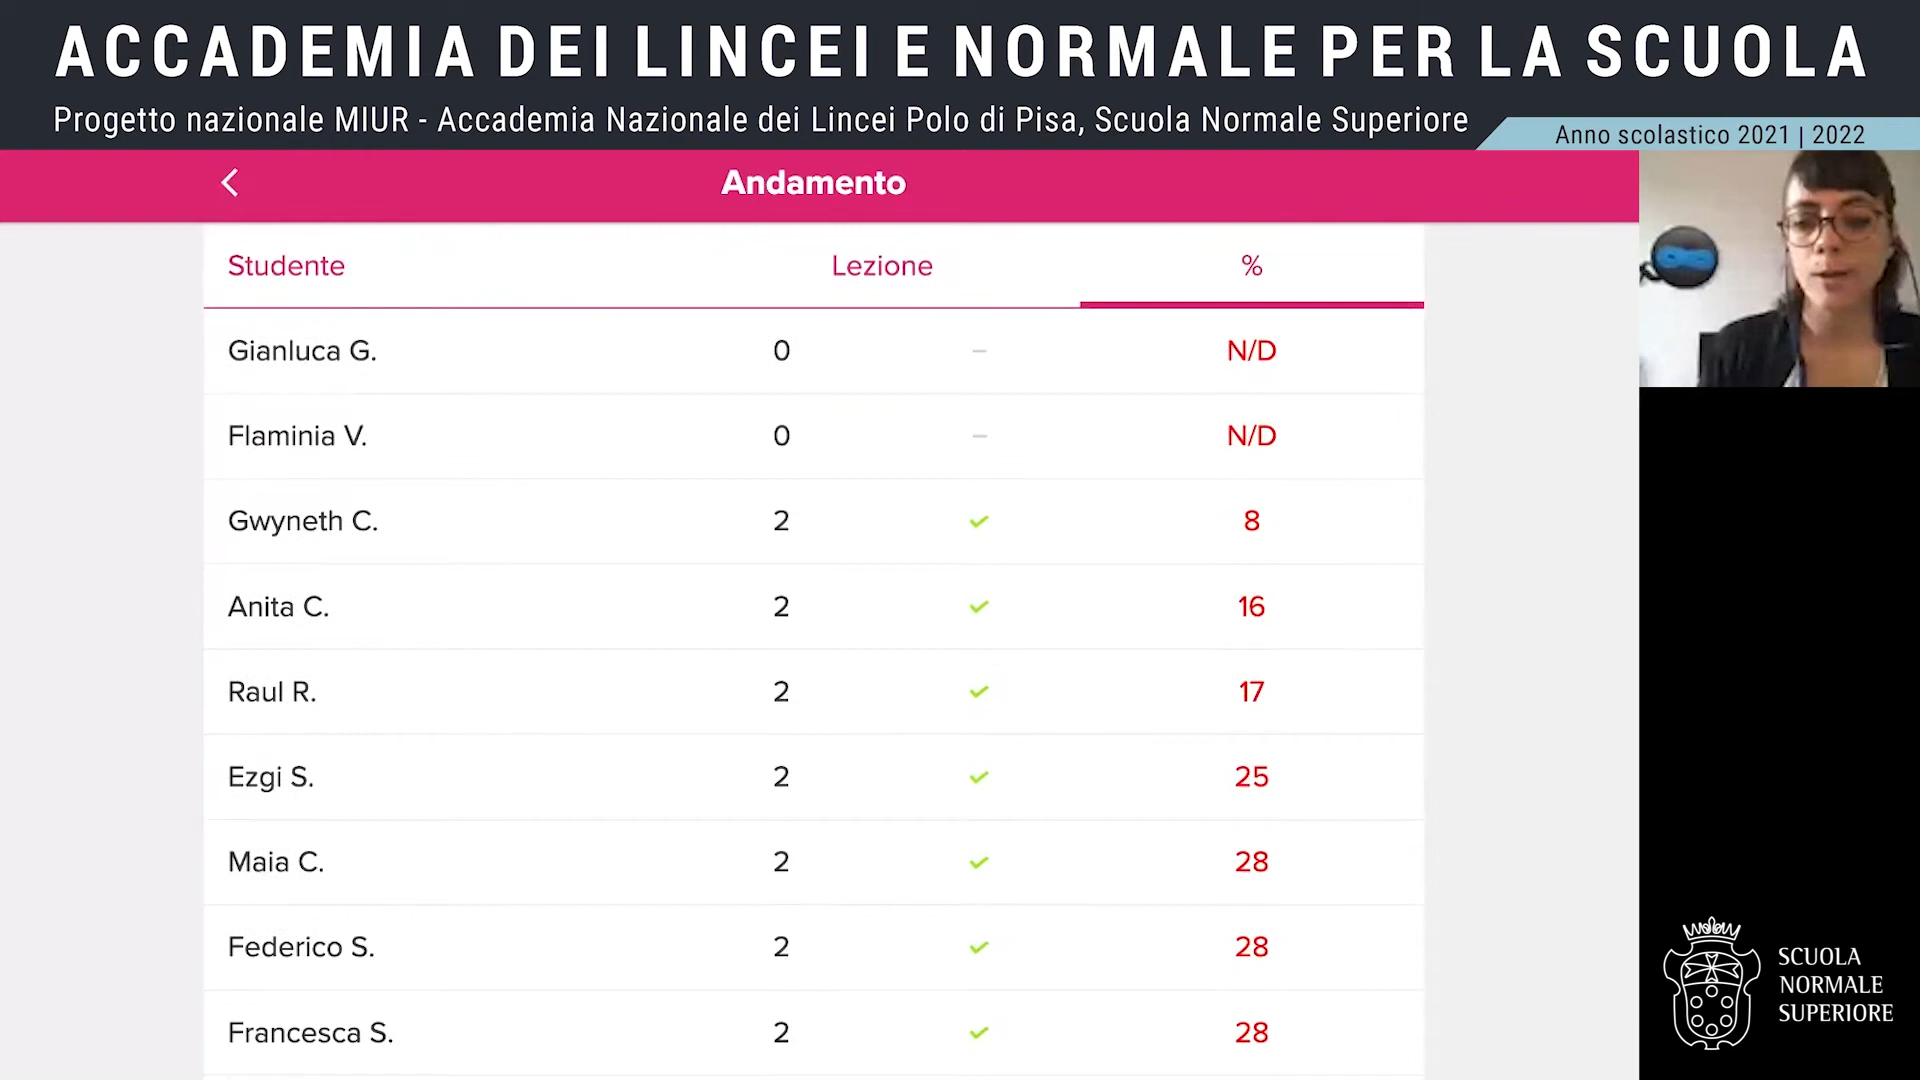 ACCADEMIA DEI LINCEI E NORMALE PER LA SCUOLA
Progetto nazionale MIUR - Accademia Nazionale dei Lincei Polo di Pisa, Scuola Normale Superiore
Anno scolastico 2021 | 2022
Andamento
Studente Lezione %
Gianluca G. 0 – N/D
Flaminia V. 0 – N/D
Gwyneth C. 2 ✓ 8
Anita C. 2 ✓ 16
Raul R. 2 ✓ 17
Ezgi S. 2 ✓ 25
Maia C. 2 ✓ 28
Federico S. 2 ✓ 28
Francesca S. 2 ✓ 28
SCUOLA
NORMALE
SUPERIORE